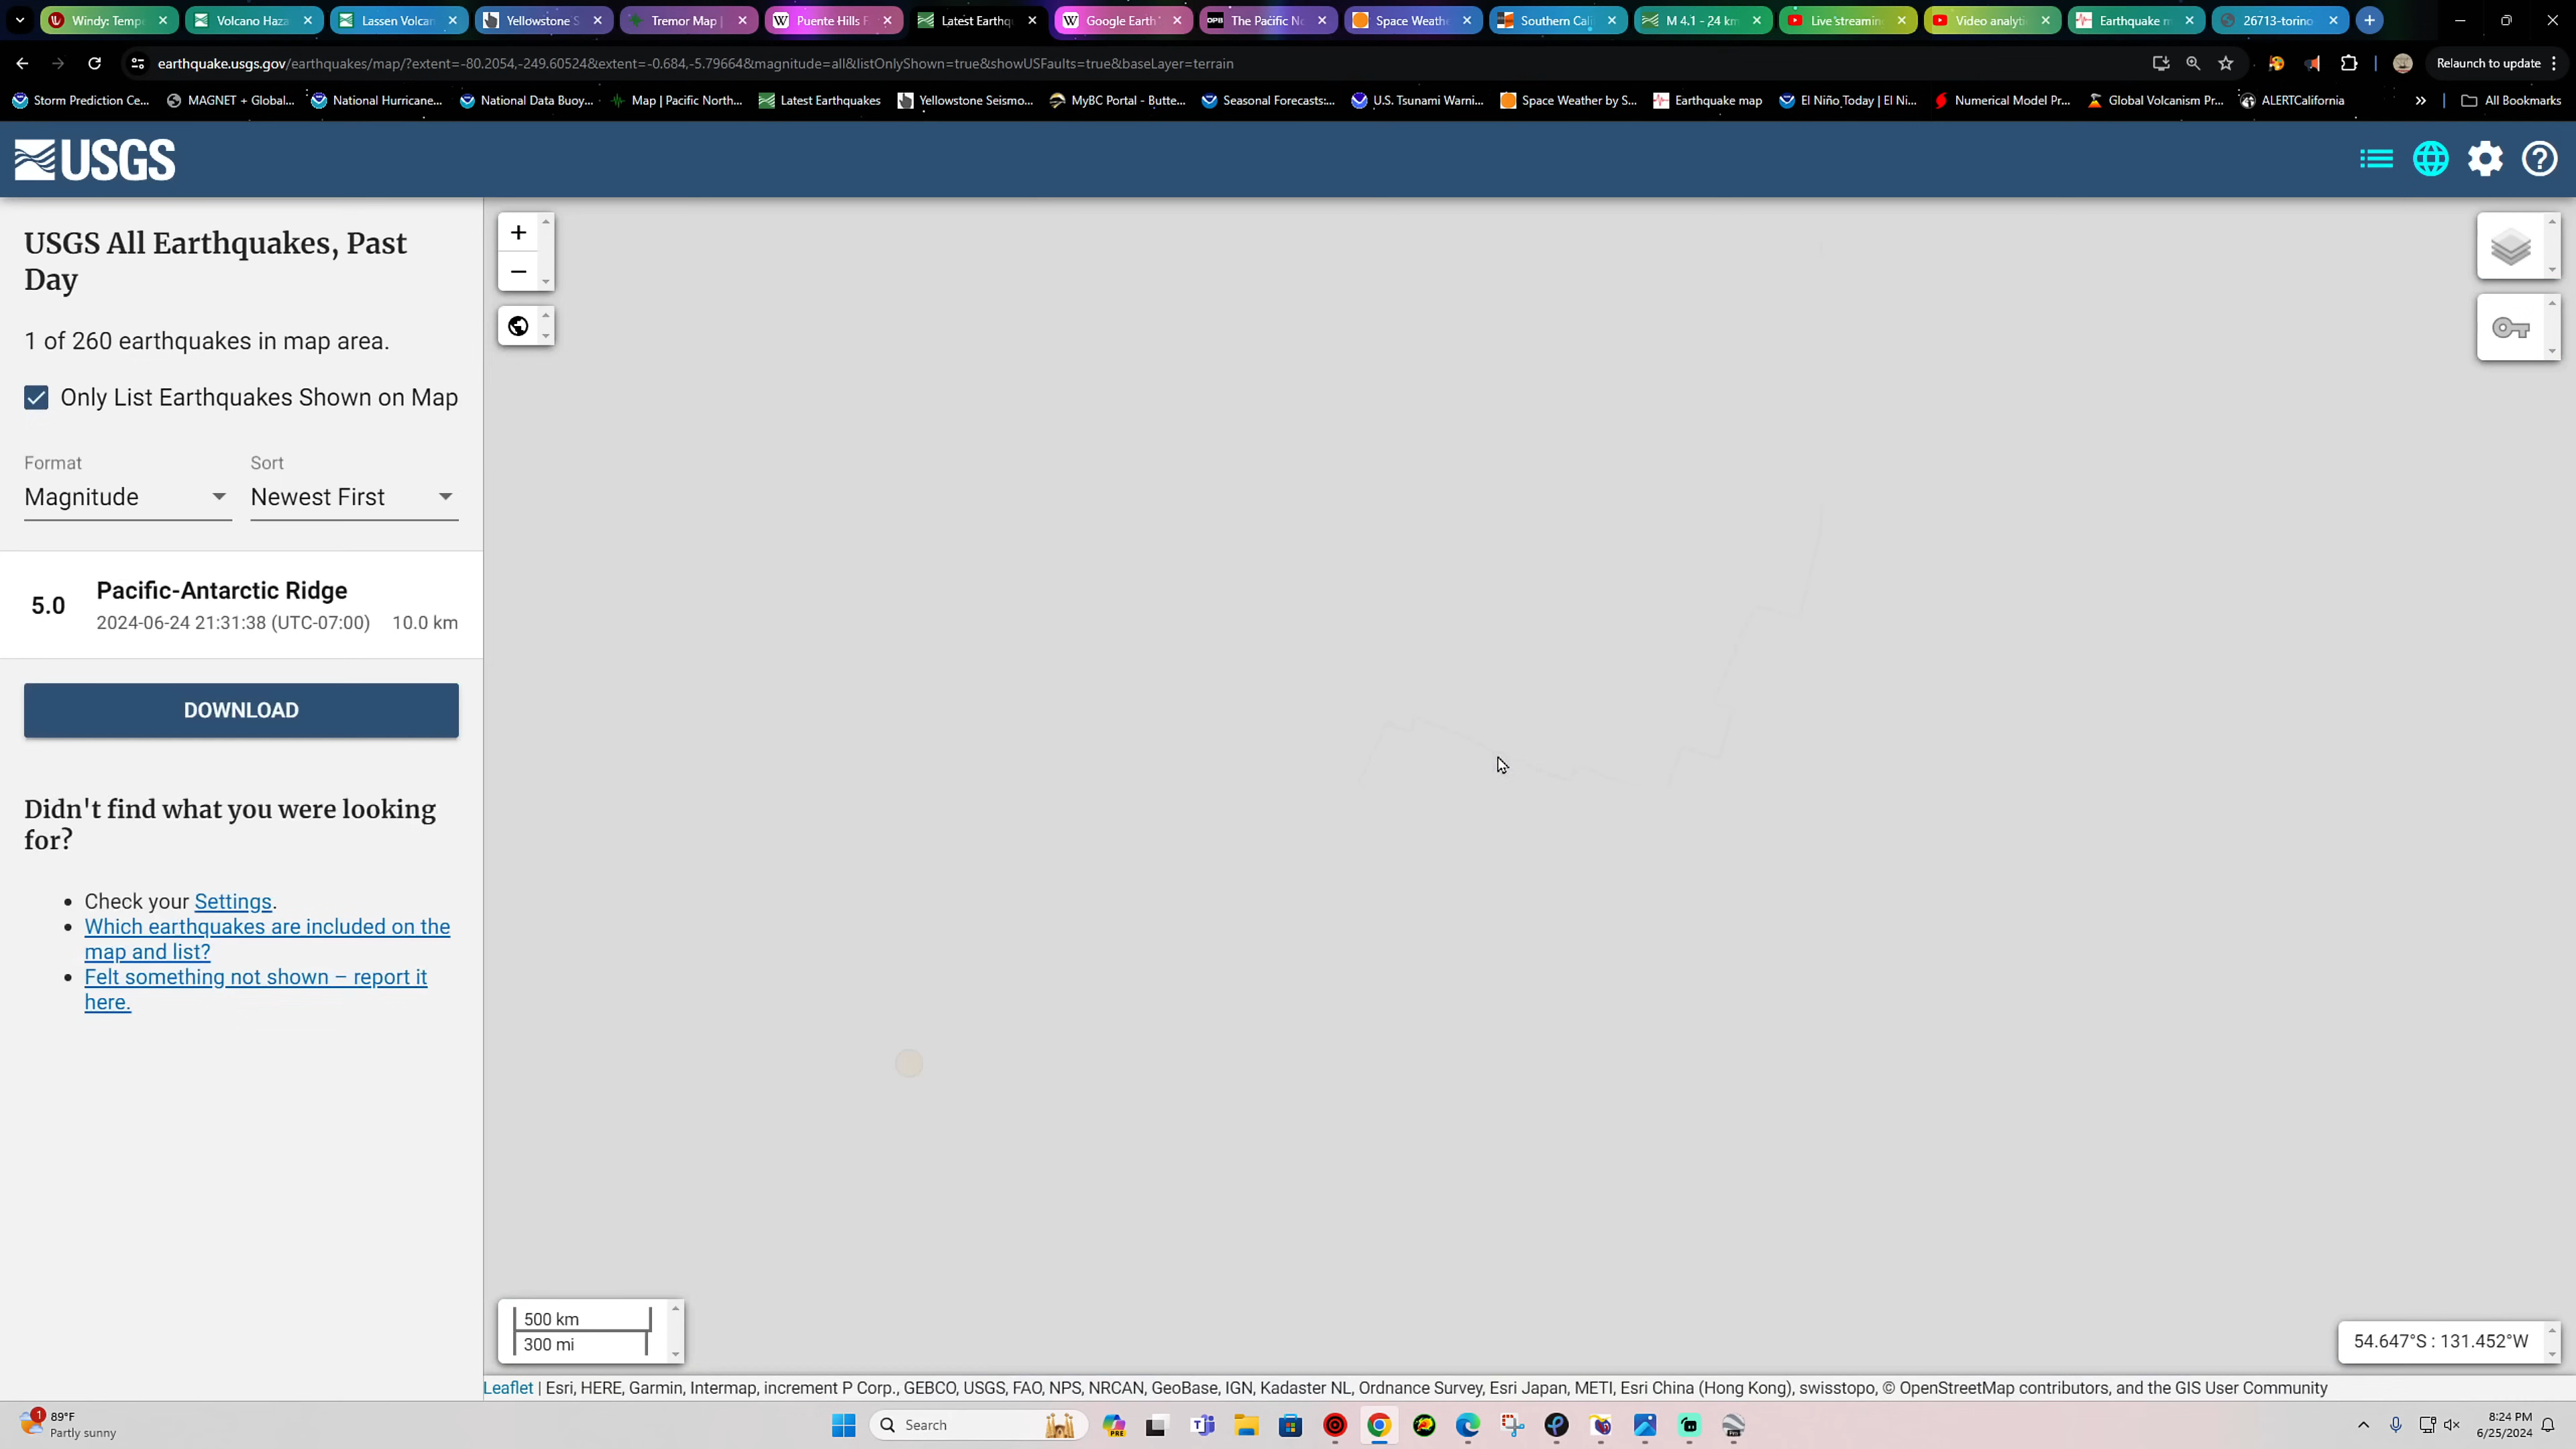 Windy: Temp
Volcano Haza
Lassen Volcan
Yellowstone S
Tremor Map |
Puente Hills F
Latest Earthq
Google Earth
The Pacific No
Space Weathe
Southern Cali
M 4.1 - 24 km
Live streamin
Video analyti
Earthquake m
26713-torino
earthquake.usgs.gov/earthquakes/map/?extent=-80.2054,-249.60524&extent=-0.684,-5.79664&magnitude=all&listOnlyShown=true&showUSFaults=true&baseLayer=terrain
Relaunch to update
Storm Prediction Ce...
MAGNET + Global...
National Hurricane...
National Data Buoy...
Map | Pacific North...
Latest Earthquakes
Yellowstone Seismo...
MyBC Portal - Butte...
Seasonal Forecasts:...
U.S. Tsunami Warni...
Space Weather by S...
Earthquake map
El Niño Today | El Ni...
Numerical Model Pr...
Global Volcanism Pr...
ALERTCalifornia
All Bookmarks
USGS
USGS All Earthquakes, Past
Day
1 of 260 earthquakes in map area.
Only List Earthquakes Shown on Map
Format
Sort
Magnitude
Newest First
5.0
Pacific-Antarctic Ridge
2024-06-24 21:31:38 (UTC-07:00) 10.0 km
DOWNLOAD
Didn't find what you were looking
for?
Check your Settings.
Which earthquakes are included on the
map and list?
Felt something not shown – report it
here.
+
−
500 km
300 mi
54.647°S : 131.452°W
Leaflet | Esri, HERE, Garmin, Intermap, increment P Corp., GEBCO, USGS, FAO, NPS, NRCAN, GeoBase, IGN, Kadaster NL, Ordnance Survey, Esri Japan, METI, Esri China (Hong Kong), swisstopo, © OpenStreetMap contributors, and the GIS User Community
1
89°F
Partly sunny
Search
PRE
8:24 PM
6/25/2024